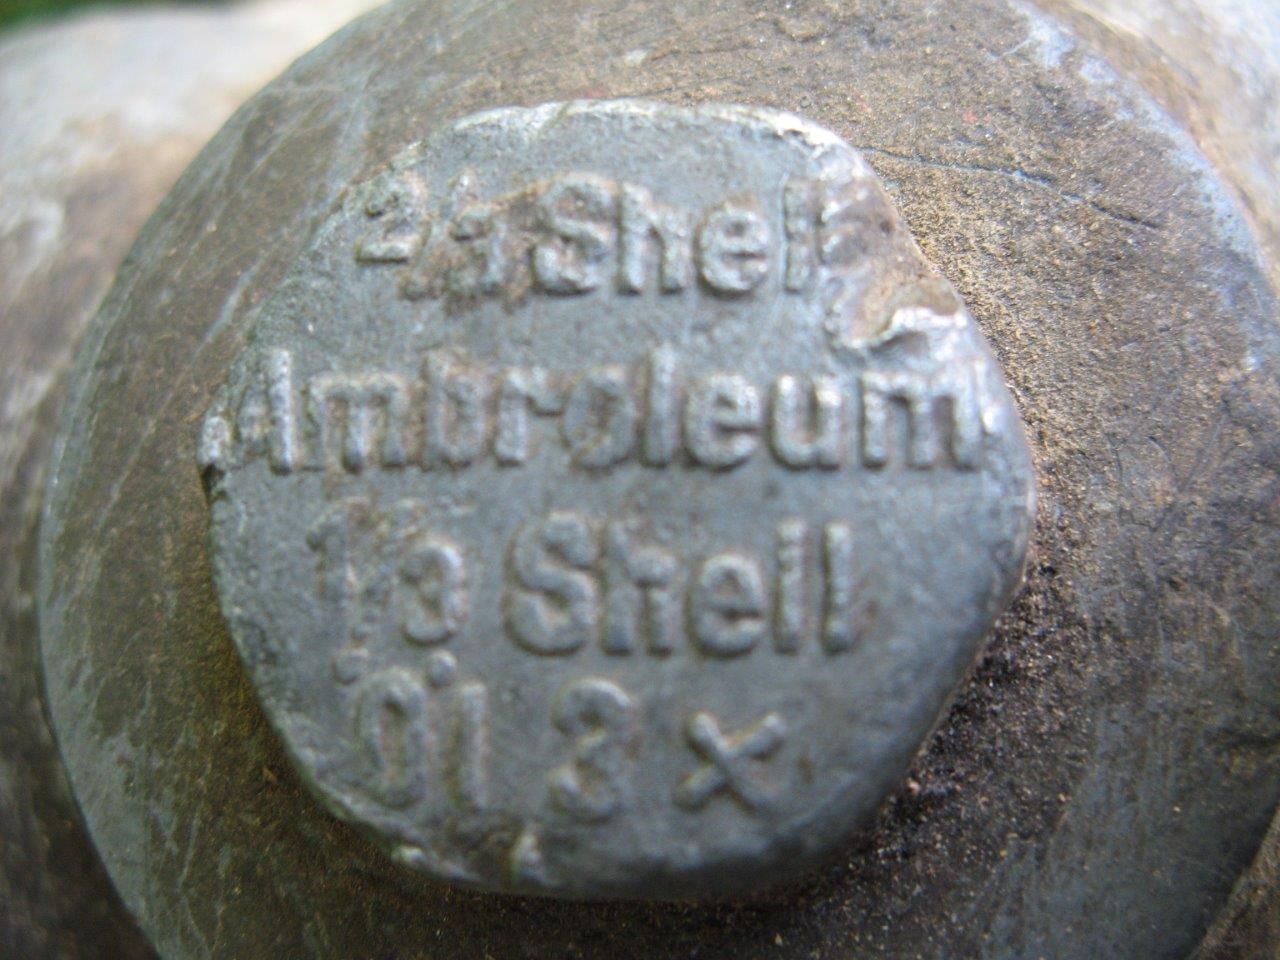 2/3 Shell
Ambroleum
1/3 Shell
Öl 3 x